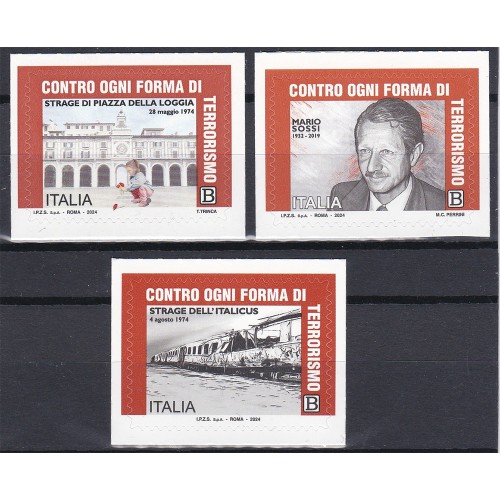 CONTRO OGNI FORMA DI
TERRORISMO
STRAGE DI PIAZZA DELLA LOGGIA
28 maggio 1974
ITALIA
B
I.P.Z.S. S.p.A. - ROMA - 2024
T.TRINCA
CONTRO OGNI FORMA DI
TERRORISMO
MARIO
SOSSI
1932 - 2019
ITALIA
B
I.P.Z.S. S.p.A. - ROMA - 2024
M.C. PERRINI
CONTRO OGNI FORMA DI
TERRORISMO
STRAGE DELL'ITALICUS
4 agosto 1974
ITALIA
B
I.P.Z.S. S.p.A. - ROMA - 2024